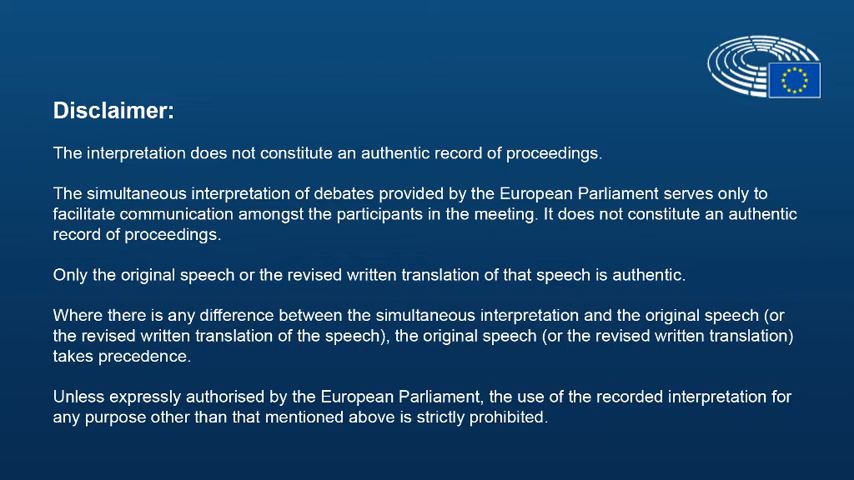 Disclaimer:
The interpretation does not constitute an authentic record of proceedings.
The simultaneous interpretation of debates provided by the European Parliament serves only to
facilitate communication amongst the participants in the meeting. It does not constitute an authentic
record of proceedings.
Only the original speech or the revised written translation of that speech is authentic.
Where there is any difference between the simultaneous interpretation and the original speech (or
the revised written translation of the speech), the original speech (or the revised written translation)
takes precedence.
Unless expressly authorised by the European Parliament, the use of the recorded interpretation for
any purpose other than that mentioned above is strictly prohibited.